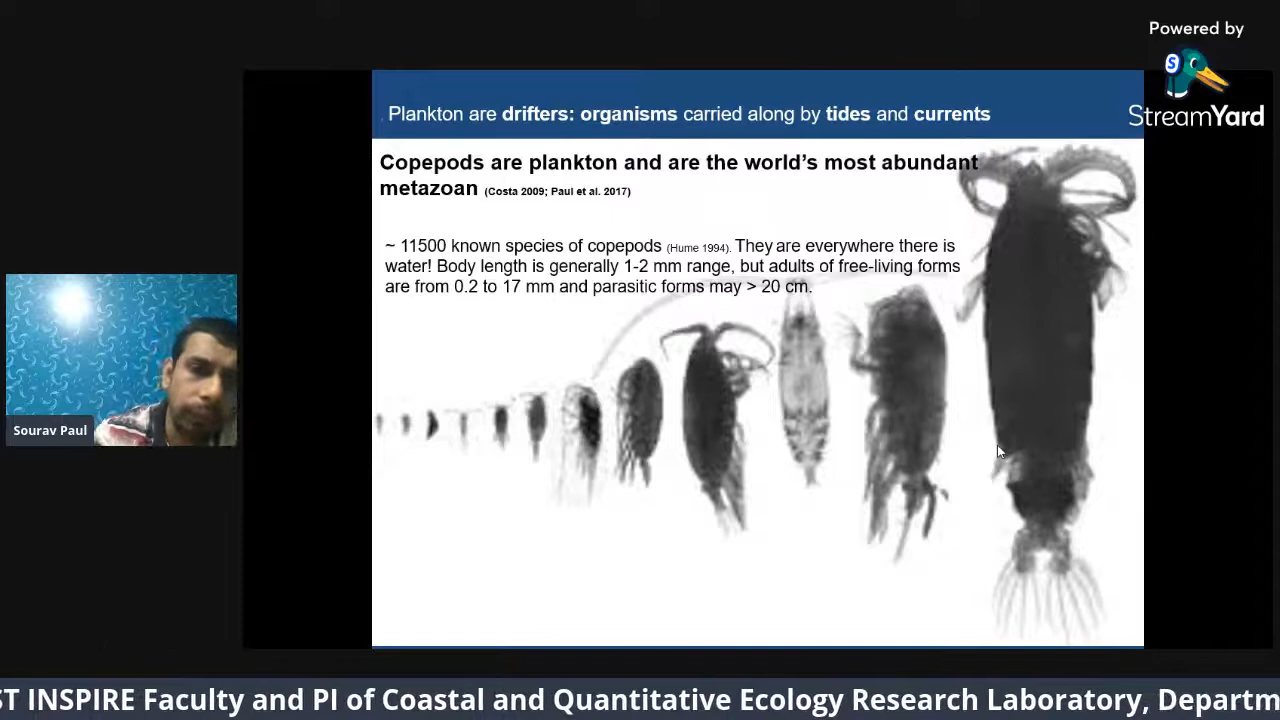 Powered by
S
StreamYard
Plankton are drifters: organisms carried along by tides and currents
Copepods are plankton and are the world’s most abundant
metazoan (Costa 2009; Paul et al. 2017)
~ 11500 known species of copepods (Hume 1994). They are everywhere there is
water! Body length is generally 1-2 mm range, but adults of free-living forms
are from 0.2 to 17 mm and parasitic forms may > 20 cm.
Sourav Paul
ST INSPIRE Faculty and PI of Coastal and Quantitative Ecology Research Laboratory, Departm